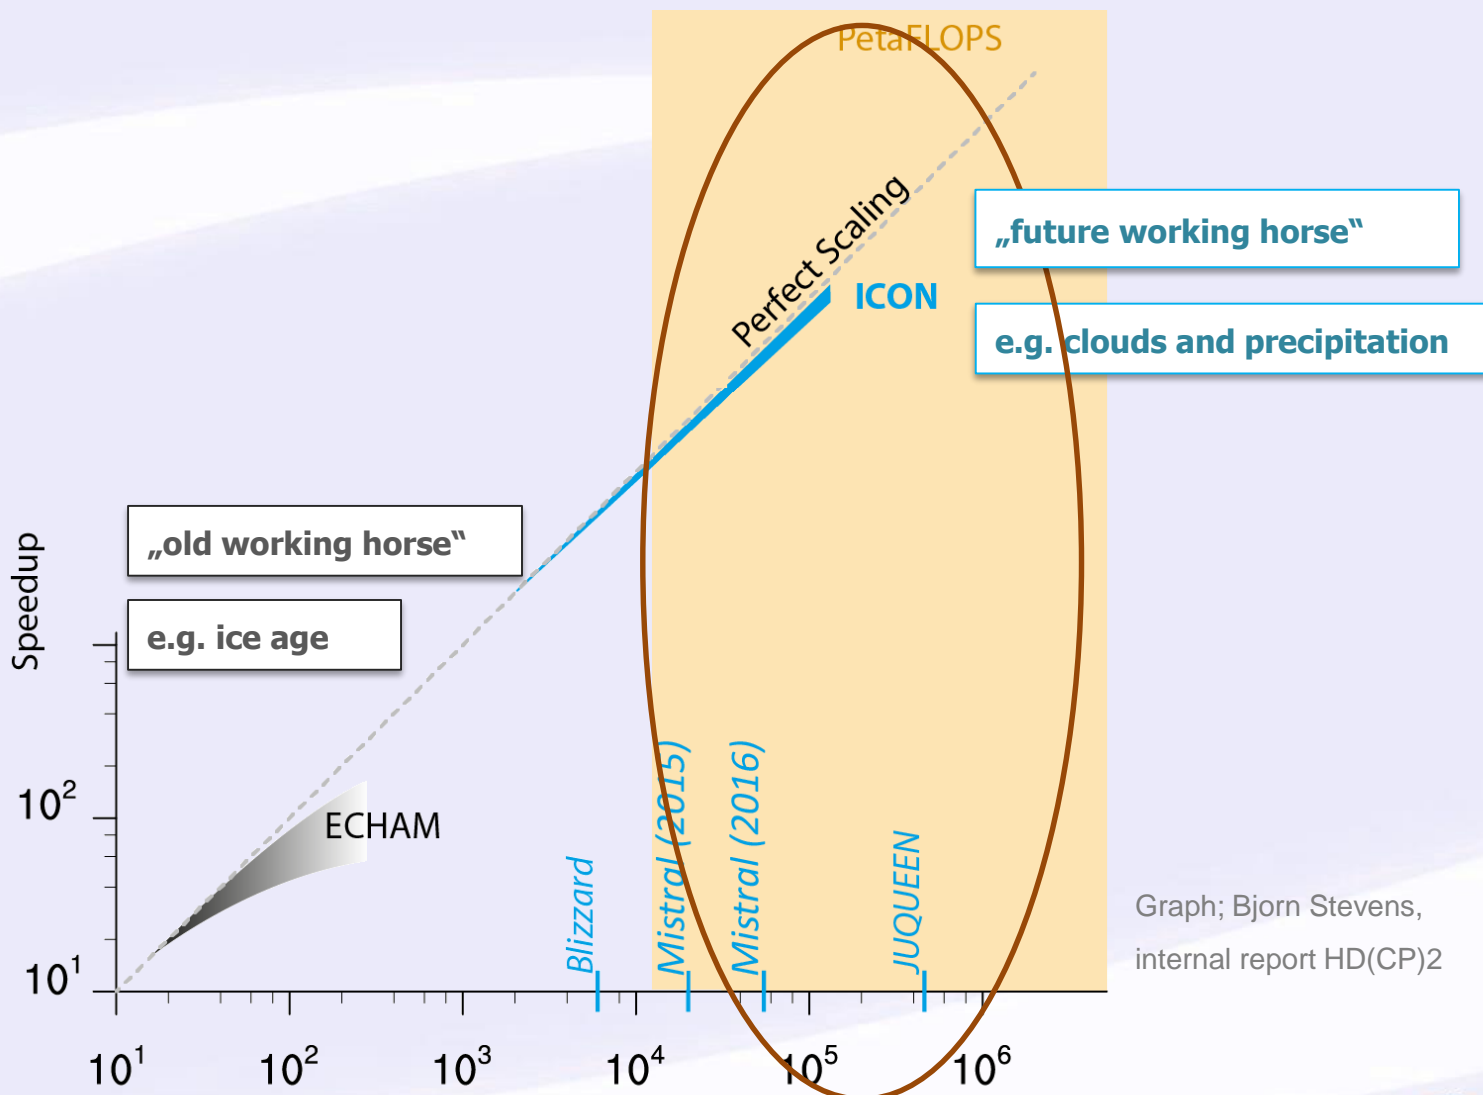 PetaFLOPS
Perfect Scaling
„future working horse“
ICON
e.g. clouds and precipitation
„old working horse“
e.g. ice age
Speedup
10²
ECHAM
10¹
Blizzard
Mistral (2015)
Mistral (2016)
JUQUEEN
Graph; Bjorn Stevens,
internal report HD(CP)2
10¹ 10² 10³ 10⁴ 10⁵ 10⁶